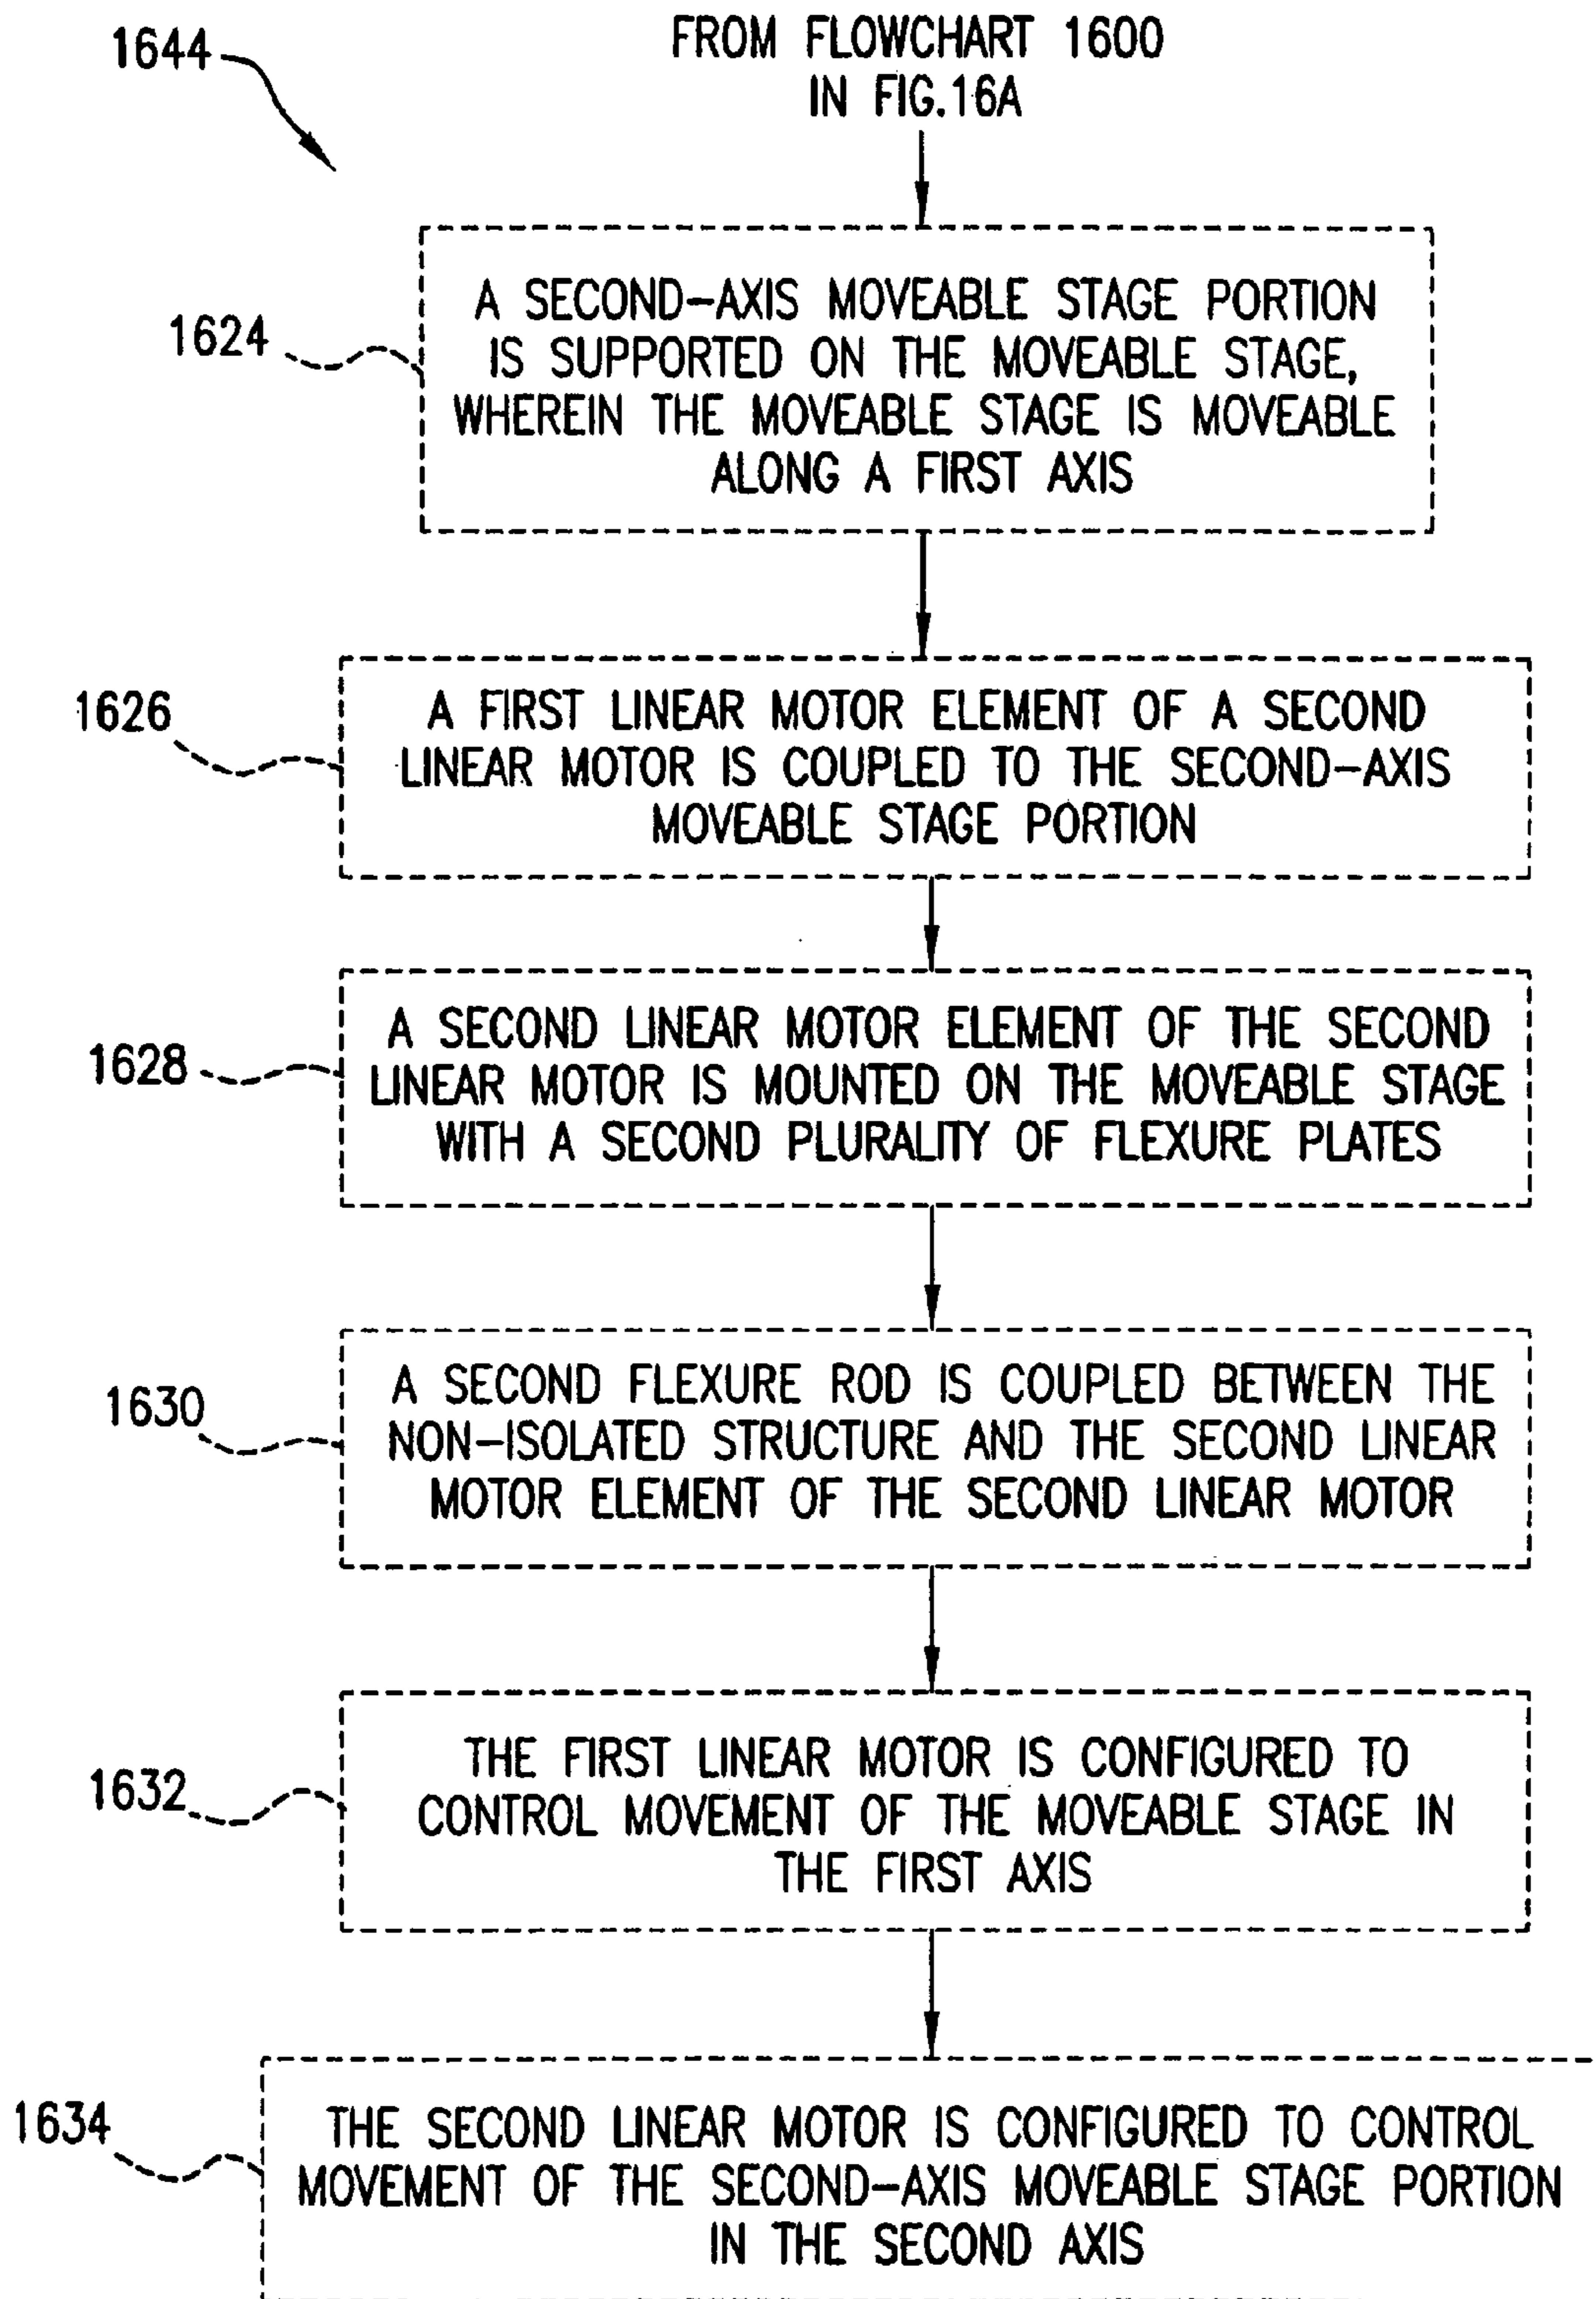 1644
FROM FLOWCHART 1600
IN FIG.16A
1624
A SECOND-AXIS MOVEABLE STAGE PORTION
IS SUPPORTED ON THE MOVEABLE STAGE,
WHEREIN THE MOVEABLE STAGE IS MOVEABLE
ALONG A FIRST AXIS
1626
A FIRST LINEAR MOTOR ELEMENT OF A SECOND
LINEAR MOTOR IS COUPLED TO THE SECOND-AXIS
MOVEABLE STAGE PORTION
1628
A SECOND LINEAR MOTOR ELEMENT OF THE SECOND
LINEAR MOTOR IS MOUNTED ON THE MOVEABLE STAGE
WITH A SECOND PLURALITY OF FLEXURE PLATES
1630
A SECOND FLEXURE ROD IS COUPLED BETWEEN THE
NON-ISOLATED STRUCTURE AND THE SECOND LINEAR
MOTOR ELEMENT OF THE SECOND LINEAR MOTOR
1632
THE FIRST LINEAR MOTOR IS CONFIGURED TO
CONTROL MOVEMENT OF THE MOVEABLE STAGE IN
THE FIRST AXIS
1634
THE SECOND LINEAR MOTOR IS CONFIGURED TO CONTROL
MOVEMENT OF THE SECOND-AXIS MOVEABLE STAGE PORTION
IN THE SECOND AXIS